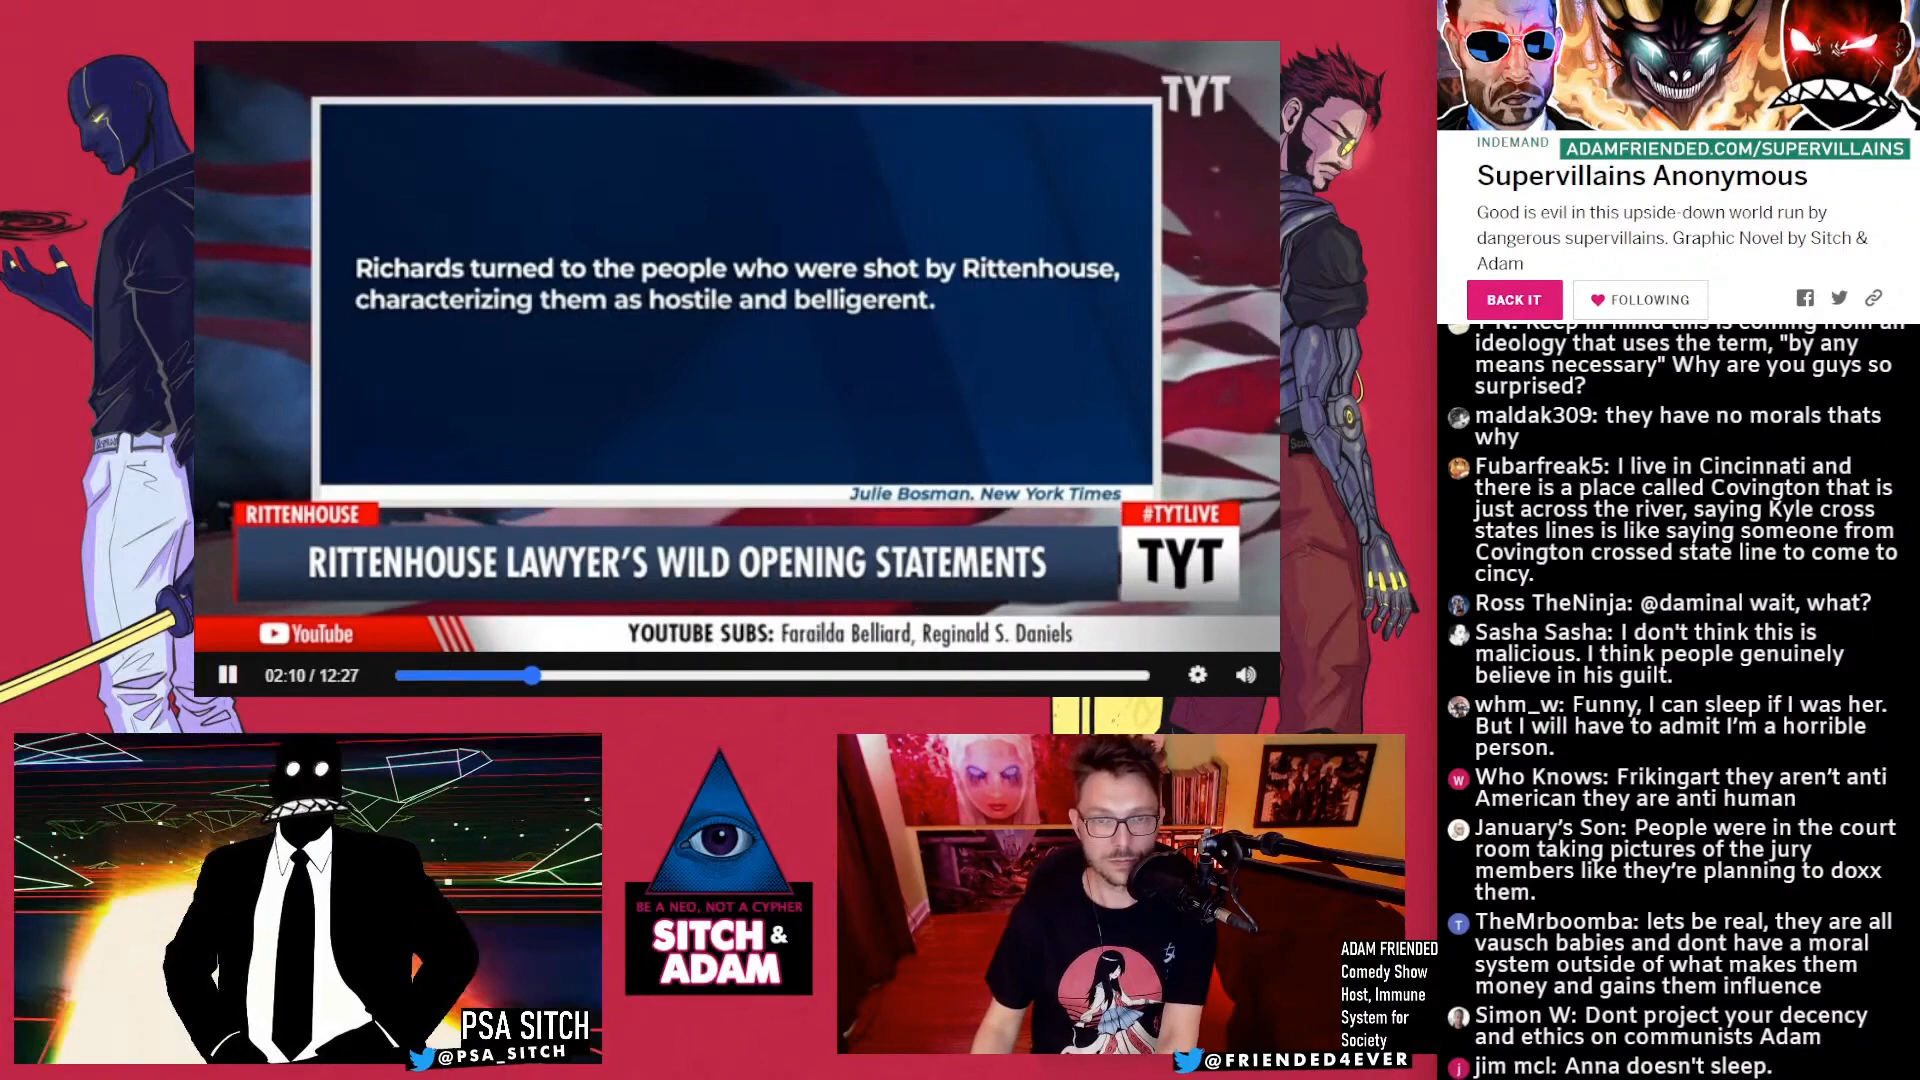 TYT
Richards turned to the people who were shot by Rittenhouse,
characterizing them as hostile and belligerent.
Julie Bosman, New York Times
RITTENHOUSE
#TYTLIVE
RITTENHOUSE LAWYER'S WILD OPENING STATEMENTS
TYT
YouTube
YOUTUBE SUBS: Farailda Belliard, Reginald S. Daniels
02:10 / 12:27
PSA SITCH
@PSA_SITCH
BE A NEO, NOT A CYPHER
SITCH &
ADAM
ADAM FRIENDED
Comedy Show
Host, Immune
System for
Society
@FRIENDED4EVER
INDEMAND
ADAMFRIENDED.COM/SUPERVILLAINS
Supervillains Anonymous
Good is evil in this upside-down world run by
dangerous supervillains. Graphic Novel by Sitch &
Adam
BACK IT
FOLLOWING
Keep in mind this is coming from an
ideology that uses the term, "by any
means necessary" Why are you guys so
surprised?
maldak309: they have no morals thats
why
Fubarfreak5: I live in Cincinnati and
there is a place called Covington that is
just across the river, saying Kyle cross
states lines is like saying someone from
Covington crossed state line to come to
cincy.
Ross TheNinja: @daminal wait, what?
Sasha Sasha: I don't think this is
malicious. I think people genuinely
believe in his guilt.
whm_w: Funny, I can sleep if I was her.
But I will have to admit I'm a horrible
person.
W Who Knows: Frikingart they aren't anti
American they are anti human
January's Son: People were in the court
room taking pictures of the jury
members like they're planning to doxx
them.
T TheMrboomba: lets be real, they are all
vausch babies and dont have a moral
system outside of what makes them
money and gains them influence
Simon W: Dont project your decency
and ethics on communists Adam
j jim mcl: Anna doesn't sleep.